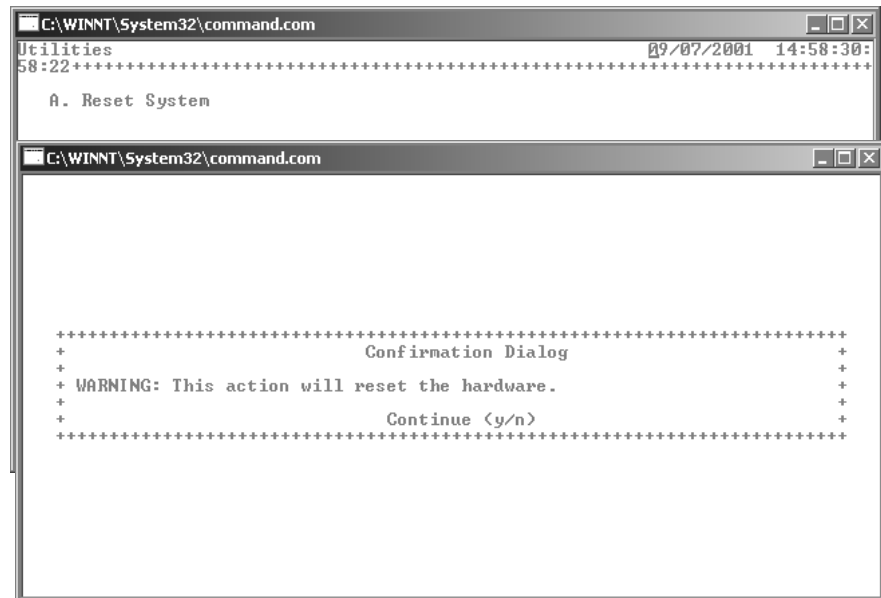 C:\WINNT\System32\command.com
Utilities 09/07/2001 14:58:30:
58:22++++++++++++++++++++++++++++++++++++++++++++++++++++++++++++++++++++++++++
A. Reset System
C:\WINNT\System32\command.com
++++++++++++++++++++++++++++++++++++++++++++++++++++++++++++++++++++++++++
+ Confirmation Dialog +
+ +
+ WARNING: This action will reset the hardware. +
+ +
+ Continue (y/n) +
++++++++++++++++++++++++++++++++++++++++++++++++++++++++++++++++++++++++++